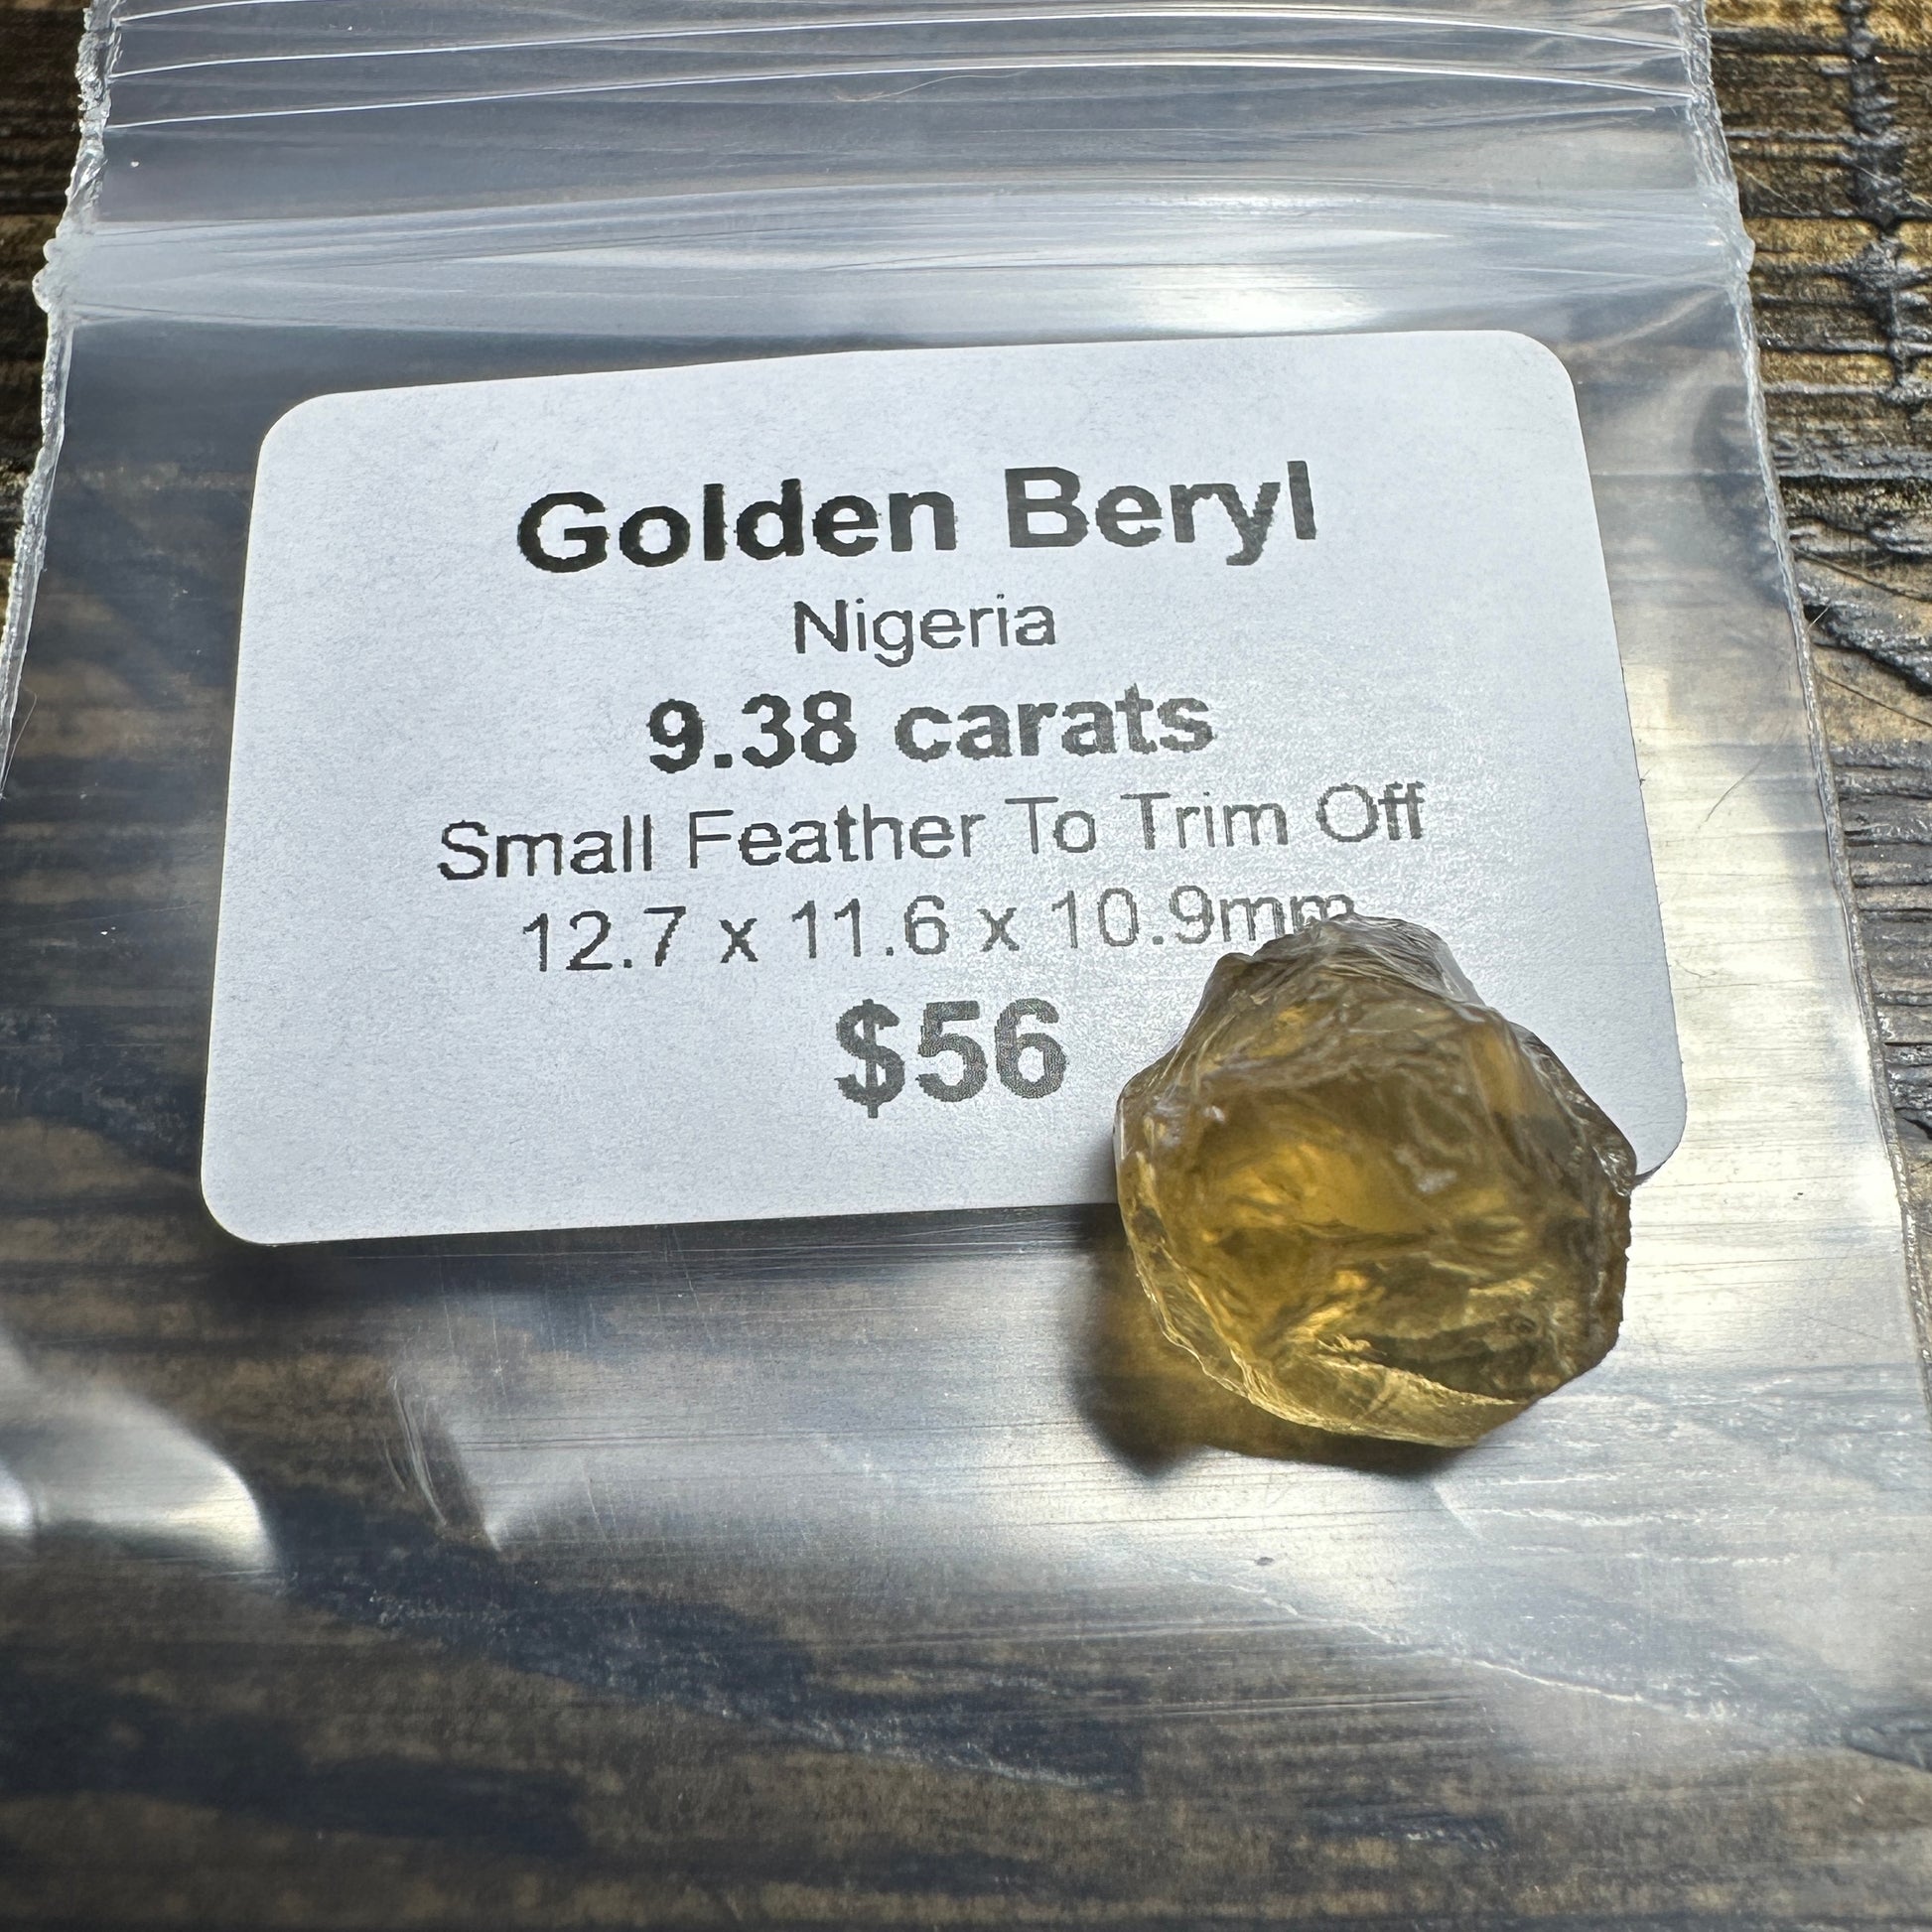 Golden Beryl
Nigeria
9.38 carats
Small Feather To Trim Off
12.7 x 11.6 x 10.9mm
$56